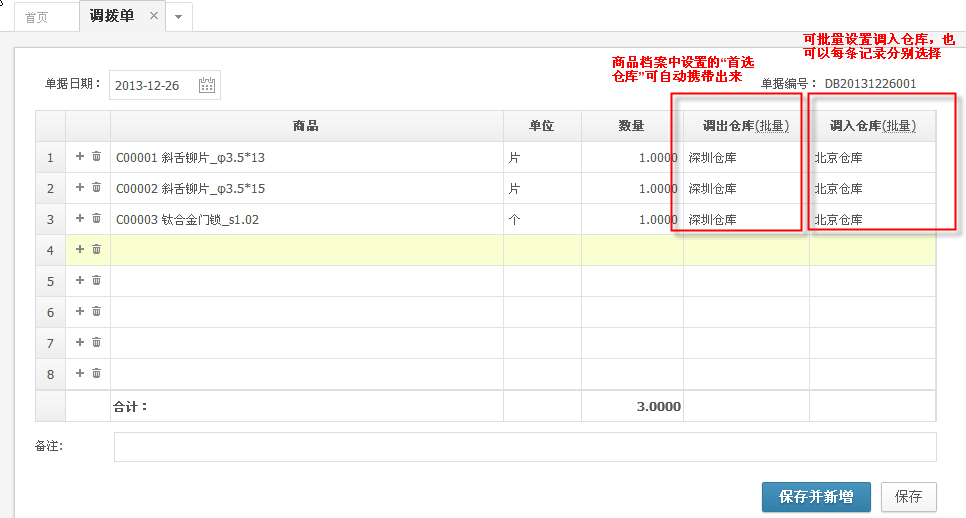 首页
调拨单
可批量设置调入仓库，也
可以每条记录分别选择
商品档案中设置的“首选
仓库”可自动携带出来
单据日期： 2013-12-26
单据编号： DB20131226001
商品 单位 数量 调出仓库(批量) 调入仓库(批量)
1 C00001 斜舌铆片_φ3.5*13 片 1.0000 深圳仓库 北京仓库
2 C00002 斜舌铆片_φ3.5*15 片 1.0000 深圳仓库 北京仓库
3 C00003 钛合金门锁_s1.02 个 1.0000 深圳仓库 北京仓库
4
5
6
7
8
合计： 3.0000
备注:
保存并新增 保存